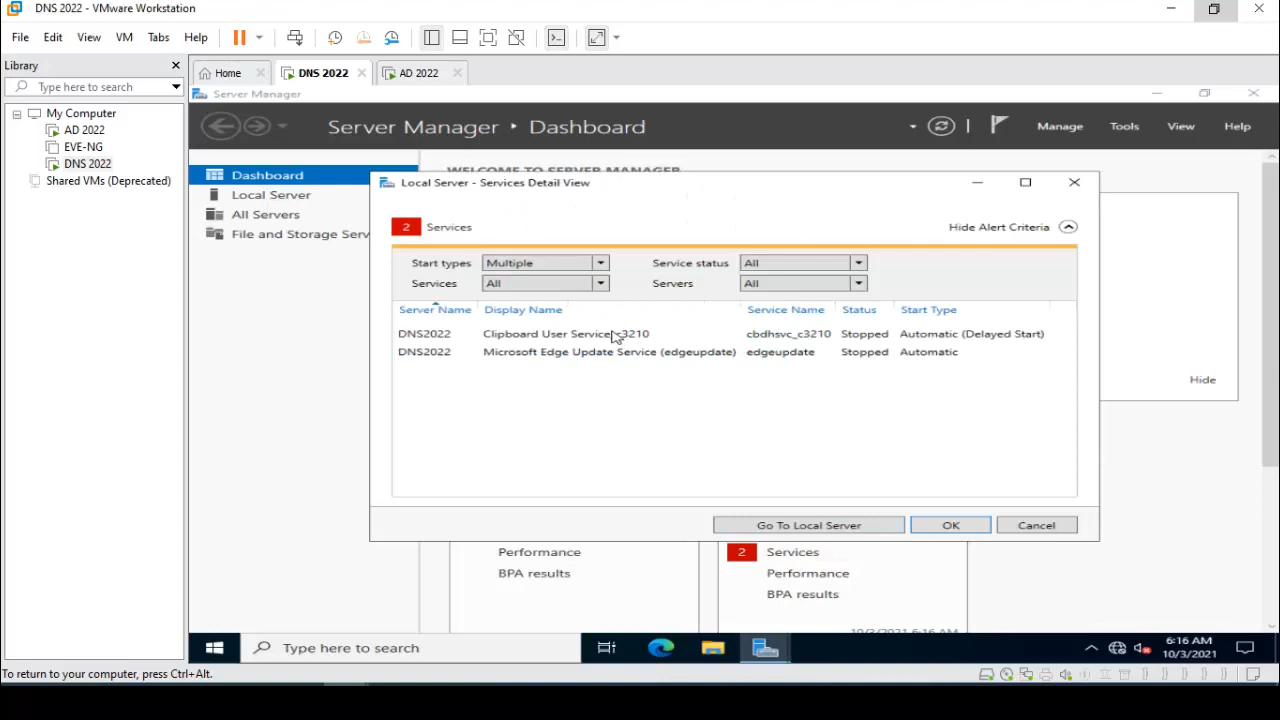 DNS 2022 - VMware Workstation
File Edit View VM Tabs Help
Library
Type here to search
My Computer
AD 2022
EVE-NG
DNS 2022
Shared VMs (Deprecated)
Home DNS 2022 AD 2022
Server Manager
Server Manager • Dashboard
Manage Tools View Help
Dashboard
Local Server
All Servers
File and Storage Serv
WELCOME TO SERVER MANAGER
Local Server - Services Detail View
2 Services
Hide Alert Criteria
Start types Multiple Service status All
Services All Servers All
Server Name Display Name Service Name Status Start Type
DNS2022 Clipboard User Service_c3210 cbdhsvc_c3210 Stopped Automatic (Delayed Start)
DNS2022 Microsoft Edge Update Service (edgeupdate) edgeupdate Stopped Automatic
Hide
Go To Local Server OK Cancel
Performance
BPA results
2 Services
Performance
BPA results
10/3/2021 6:16 AM
Type here to search
6:16 AM
10/3/2021
To return to your computer, press Ctrl+Alt.